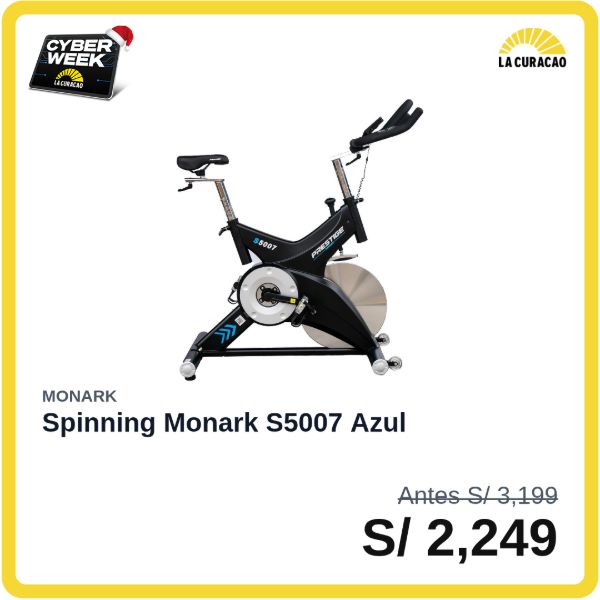 CYBER
WEEK
LA CURACAO
LA CURACAO
S5007
PRESTIGE
MONARK
Spinning Monark S5007 Azul
Antes S/ 3,199
S/ 2,249